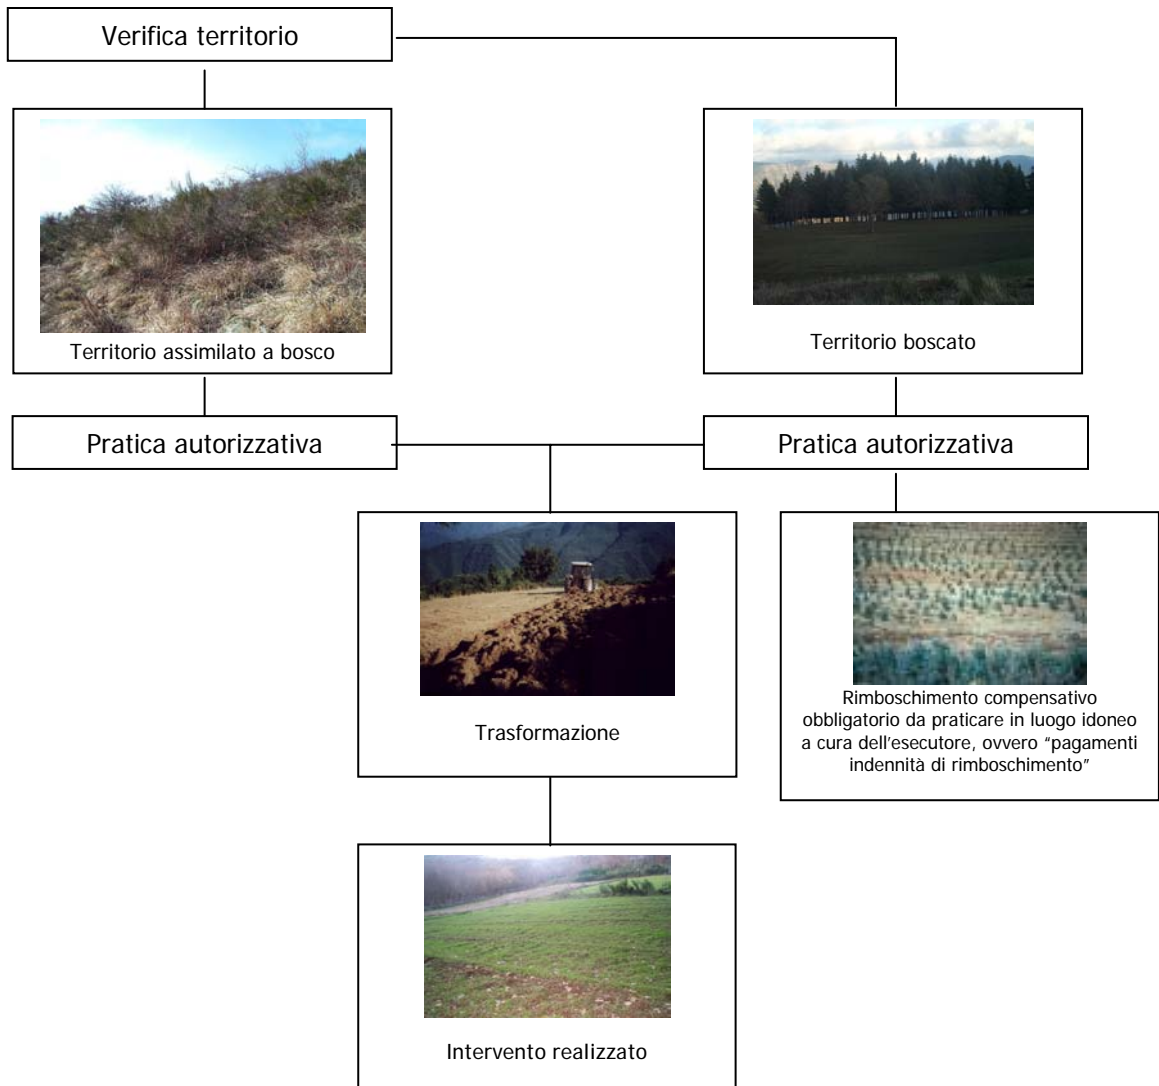 Verifica territorio
Territorio assimilato a bosco
Territorio boscato
Pratica autorizzativa
Pratica autorizzativa
Trasformazione
Rimboschimento compensativo
obbligatorio da praticare in luogo idoneo
a cura dell’esecutore, ovvero “pagamenti
indennità di rimboschimento”
Intervento realizzato